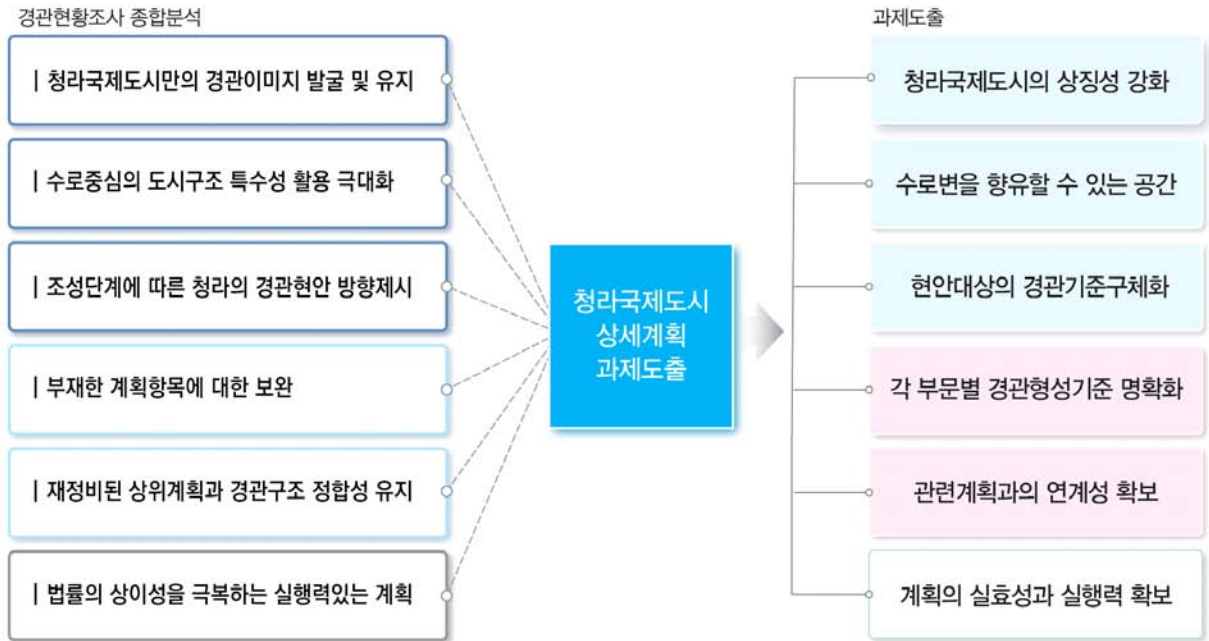 경관현황조사 종합분석
| 청라국제도시만의 경관이미지 발굴 및 유지
| 수로중심의 도시구조 특수성 활용 극대화
| 조성단계에 따른 청라의 경관현안 방향제시
| 부재한 계획항목에 대한 보완
| 재정비된 상위계획과 경관구조 정합성 유지
| 법률의 상이성을 극복하는 실행력있는 계획
청라국제도시
상세계획
과제도출
과제도출
청라국제도시의 상징성 강화
수로변을 향유할 수 있는 공간
현안대상의 경관기준구체화
각 부문별 경관형성기준 명확화
관련계획과의 연계성 확보
계획의 실효성과 실행력 확보